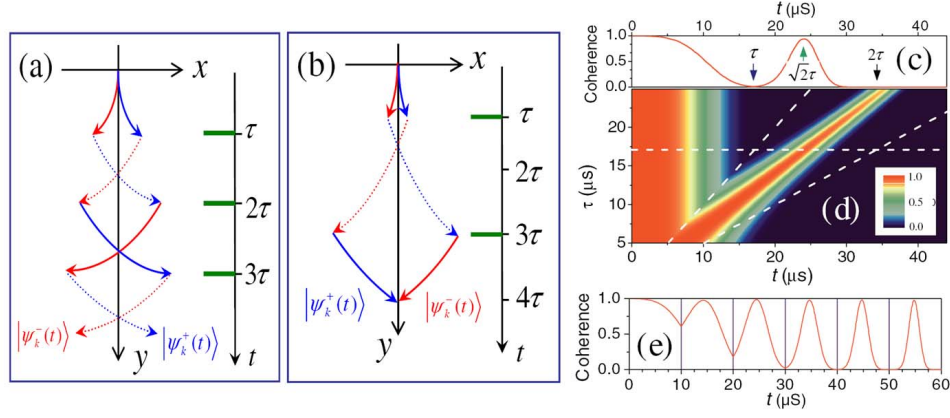 (a)
x
τ
2τ
3τ
|ψ_k^-(t)⟩
|ψ_k^+(t)⟩
y
t
(b)
x
τ
2τ
3τ
4τ
|ψ_k^+(t)⟩
|ψ_k^-(t)⟩
y
t
t (μS)
0 10 20 30 40
Coherence
1.0
0.5
0.0
τ
√2τ
2τ
(c)
τ (μs)
20
15
10
5
(d)
1.0
0.5
0.0
0 10 20 30 40
t (μS)
Coherence
1.0
0.5
0.0
(e)
0 10 20 30 40 50 60
t (μS)